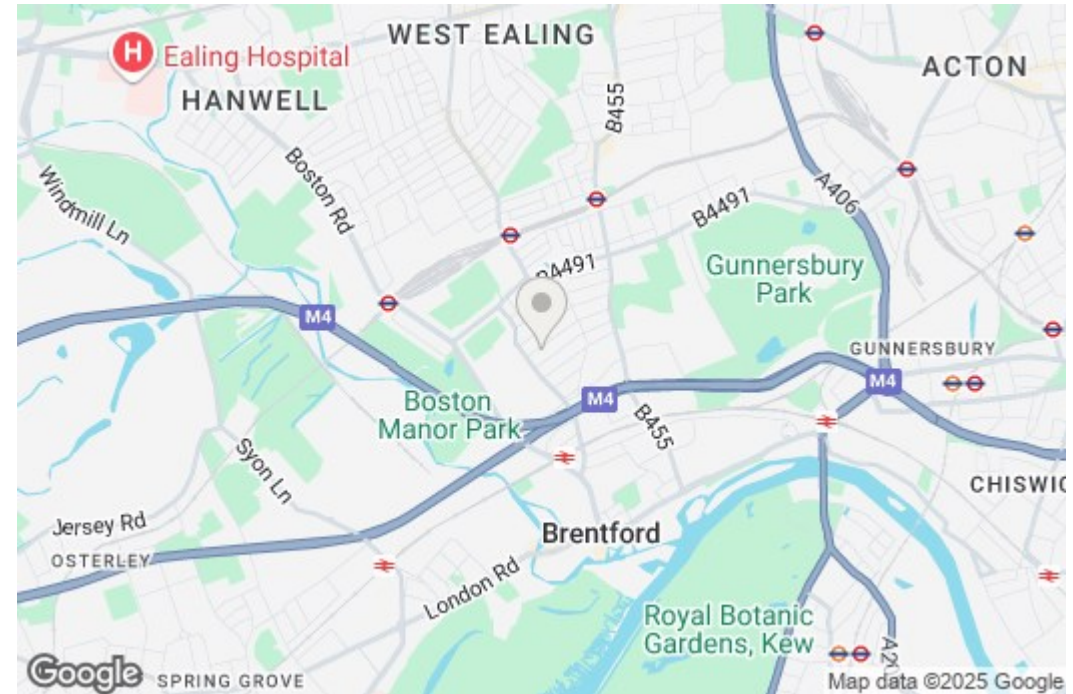 WEST EALING
H
Ealing Hospital
ACTON
HANWELL
B455
Boston Rd
Windmill Ln
A406
B4491
B4491
Gunnersbury
Park
M4
GUNNERSBURY
M4
M4
Boston
Manor Park
B455
Syon Ln
CHISWIC
Jersey Rd
Brentford
OSTERLEY
London Rd
Royal Botanic
Gardens, Kew
A20
Google
SPRING GROVE
Map data ©2025 Google